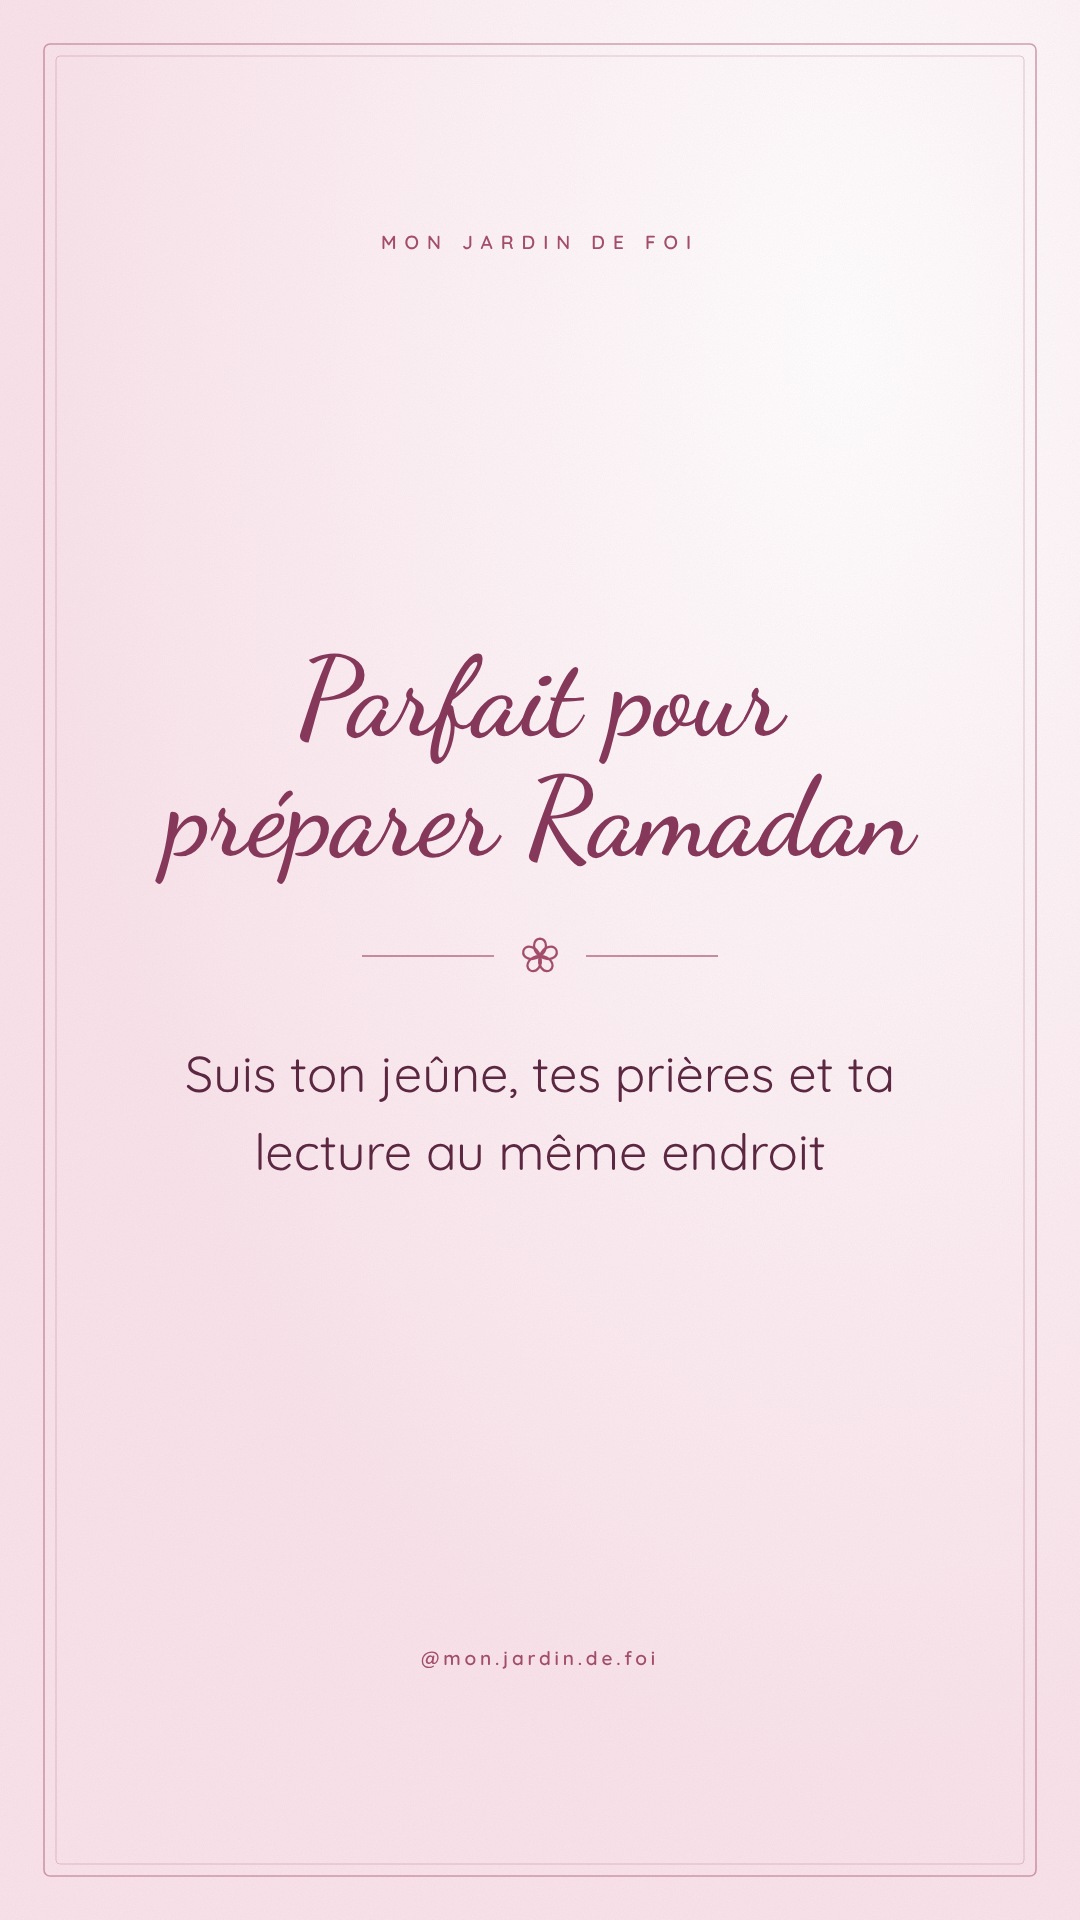 MON JARDIN DE FOI
Parfait pour
préparer Ramadan
Suis ton jeûne, tes prières et ta
lecture au même endroit
@mon.jardin.de.foi